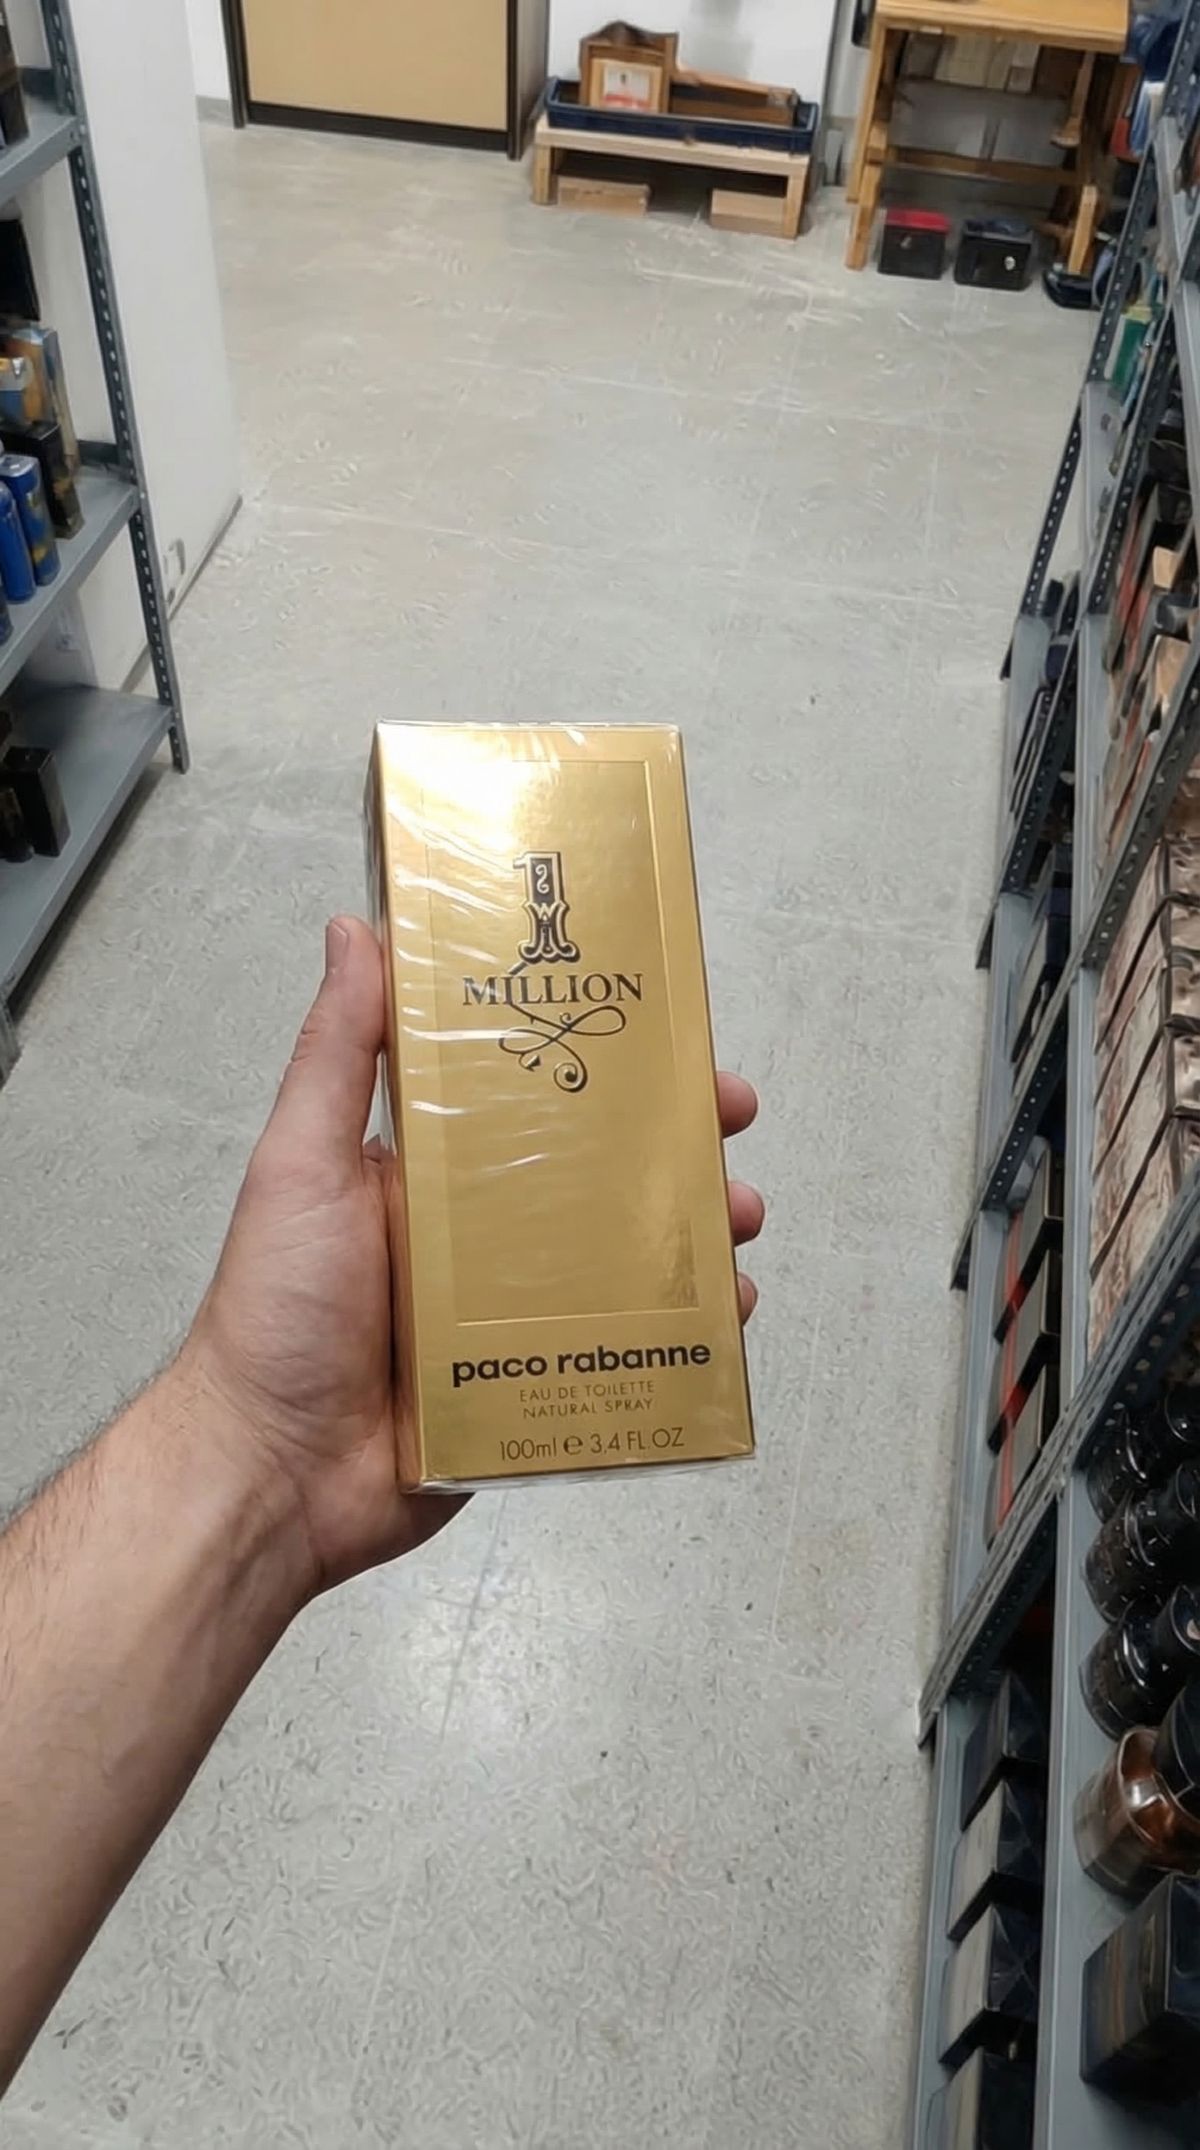 1
MILLION
paco rabanne
EAU DE TOILETTE
NATURAL SPRAY
100ml ℮ 3,4 FL.OZ